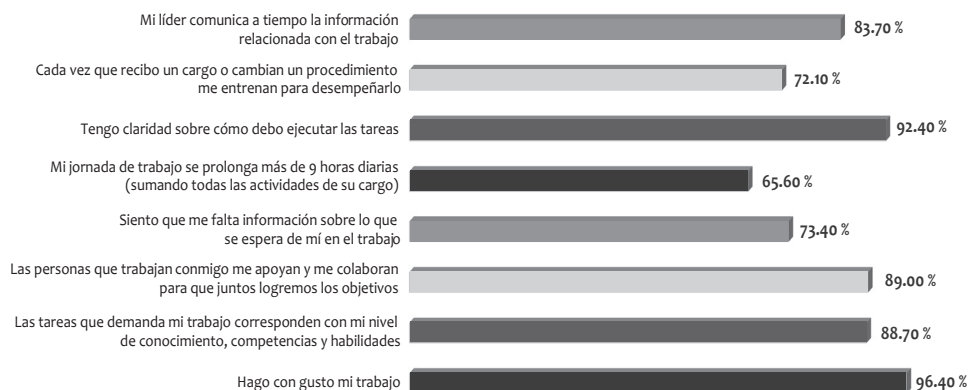 Mi líder comunica a tiempo la información
relacionada con el trabajo
83.70 %
Cada vez que recibo un cargo o cambian un procedimiento
me entrenan para desempeñarlo
72.10 %
Tengo claridad sobre cómo debo ejecutar las tareas
92.40 %
Mi jornada de trabajo se prolonga más de 9 horas diarias
(sumando todas las actividades de su cargo)
65.60 %
Siento que me falta información sobre lo que
se espera de mí en el trabajo
73.40 %
Las personas que trabajan conmigo me apoyan y me colaboran
para que juntos logremos los objetivos
89.00 %
Las tareas que demanda mi trabajo corresponden con mi nivel
de conocimiento, competencias y habilidades
88.70 %
Hago con gusto mi trabajo
96.40 %